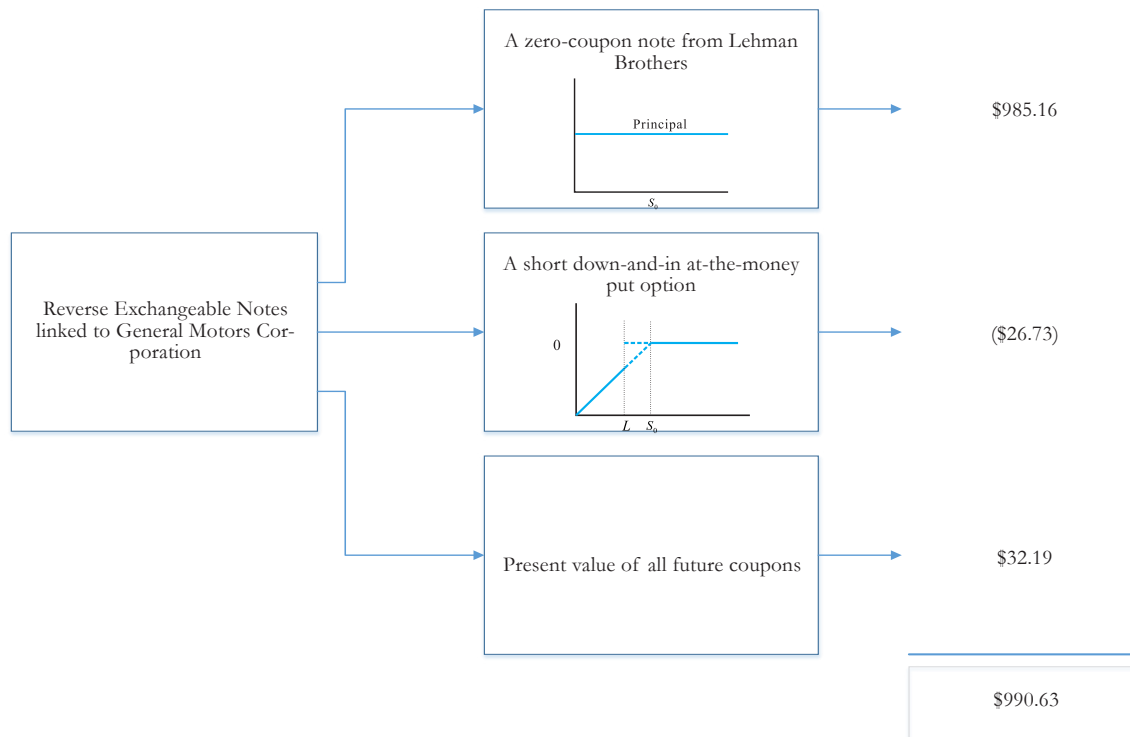 A zero-coupon note from Lehman
Brothers
Principal
S₀
$985.16
Reverse Exchangeable Notes
linked to General Motors Cor-
poration
A short down-and-in at-the-money
put option
0
L S₀
($26.73)
Present value of all future coupons
$32.19
$990.63